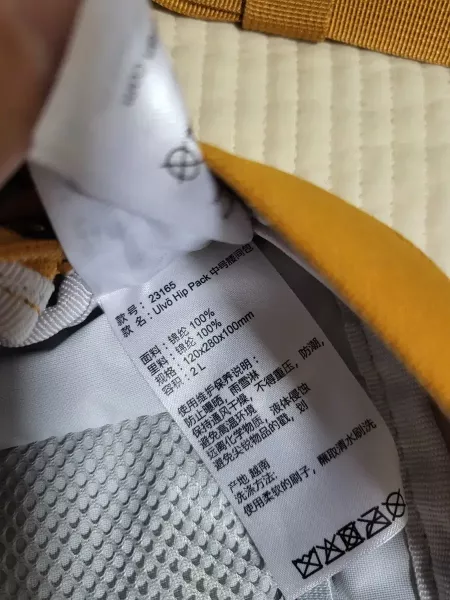 款号: 23165
款名: Ulvö Hip Pack 中号腰间包
面料: 锦纶 100%
里料: 锦纶 100%
规格: 120x280x100mm
容积: 2 L
使用维护保养说明:
防止曝晒, 雨雪淋, 不得重压, 防潮,
保持通风干燥
避免高温环境
远离化学物质, 液体侵蚀
避免尖锐物品的戳, 划
产地 越南
洗涤方法:
使用柔软的刷子, 蘸取清水刷洗